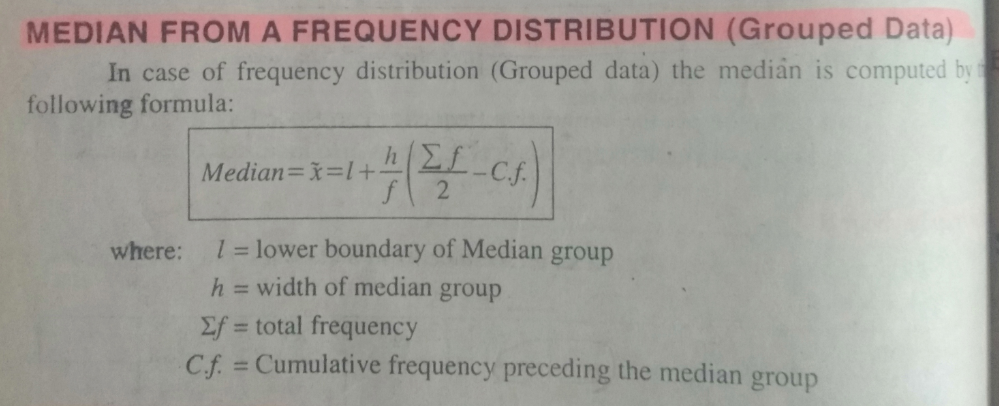 MEDIAN FROM A FREQUENCY DISTRIBUTION (Grouped Data)
In case of frequency distribution (Grouped data) the median is computed by
following formula:
Median = x̃ = l + h/f (Σf/2 − C.f.)
where: l = lower boundary of Median group
h = width of median group
Σf = total frequency
C.f. = Cumulative frequency preceding the median group